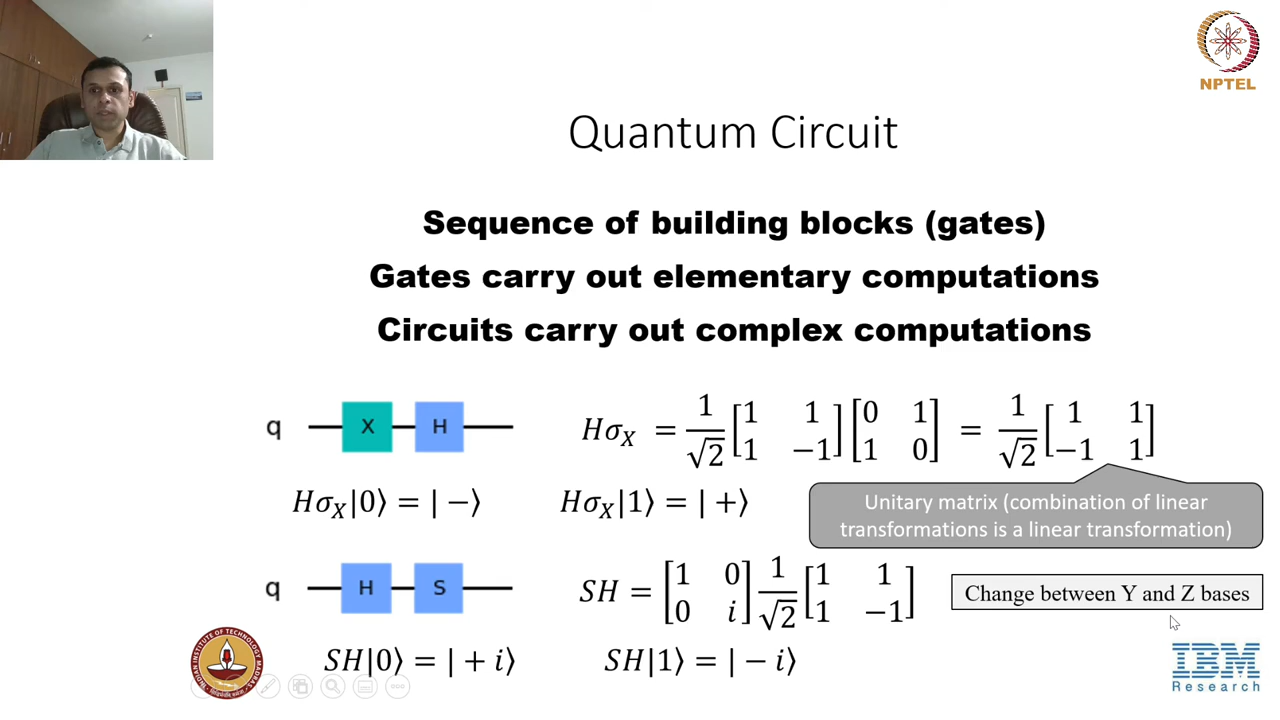 NPTEL
Quantum Circuit
Sequence of building blocks (gates)
Gates carry out elementary computations
Circuits carry out complex computations
q X H
Hσ_X = 1/√2 [1 1; 1 −1] [0 1; 1 0] = 1/√2 [1 1; −1 1]
Hσ_X|0⟩ = |−⟩ Hσ_X|1⟩ = |+⟩
Unitary matrix (combination of linear
transformations is a linear transformation)
q H S
SH = [1 0; 0 i] 1/√2 [1 1; 1 −1]
Change between Y and Z bases
SH|0⟩ = |+i⟩ SH|1⟩ = |−i⟩
IBM
Research